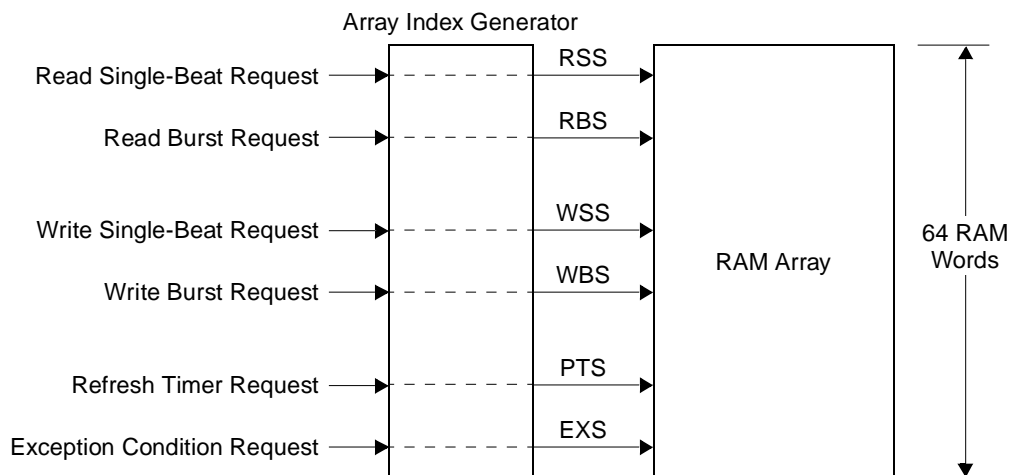 Array Index Generator
Read Single-Beat Request
RSS
Read Burst Request
RBS
Write Single-Beat Request
WSS
64 RAM
Words
RAM Array
Write Burst Request
WBS
Refresh Timer Request
PTS
Exception Condition Request
EXS